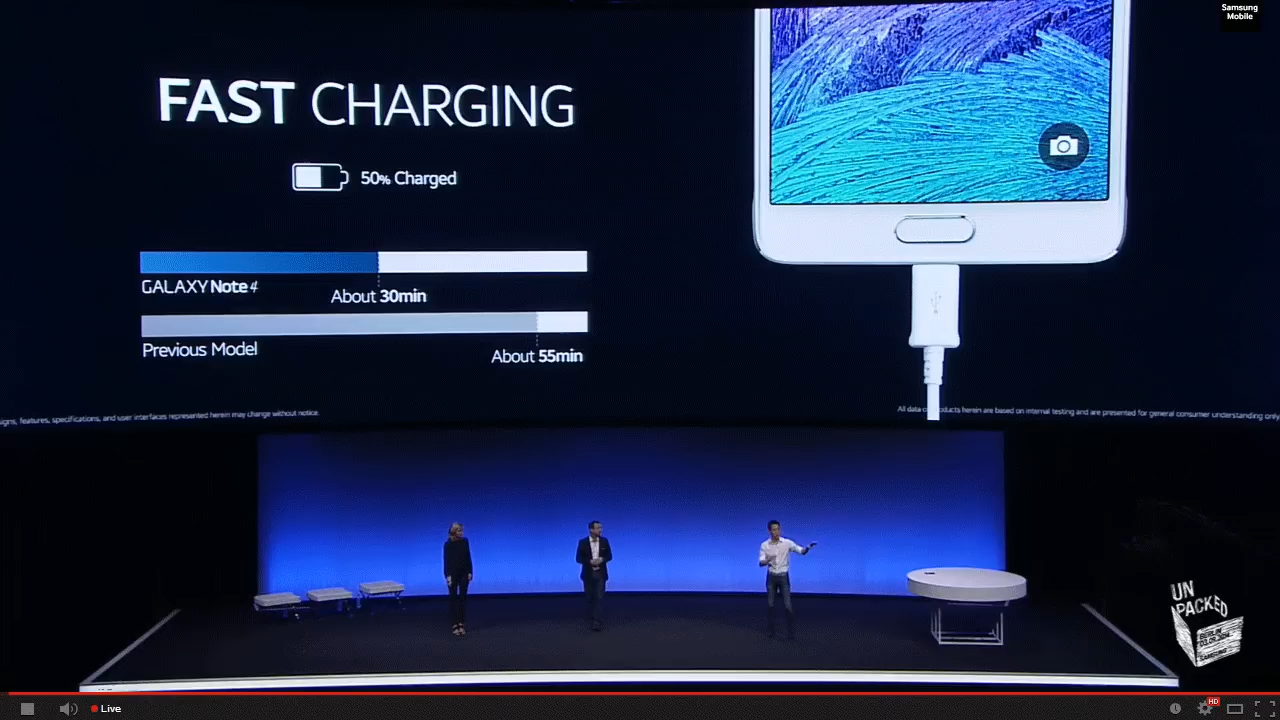 Samsung
Mobile
FAST CHARGING
50% Charged
GALAXY Note 4
About 30min
Previous Model
About 55min
signs, features, specifications, and user interfaces represented herein may change without notice.
All data products herein are based on internal testing and are presented for general consumer understanding only
UN
PACKED
BERLIN
Live
HD